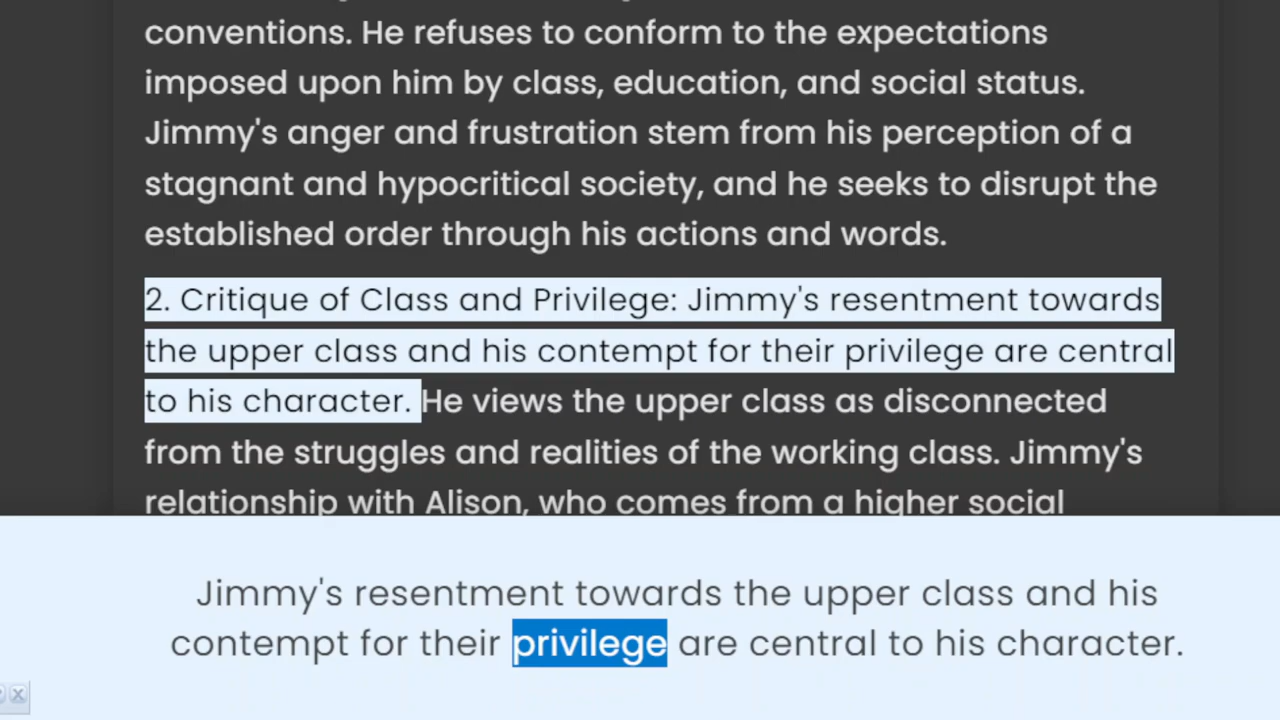 conventions. He refuses to conform to the expectations
imposed upon him by class, education, and social status.
Jimmy's anger and frustration stem from his perception of a
stagnant and hypocritical society, and he seeks to disrupt the
established order through his actions and words.
2. Critique of Class and Privilege: Jimmy's resentment towards
the upper class and his contempt for their privilege are central
to his character. He views the upper class as disconnected
from the struggles and realities of the working class. Jimmy's
relationship with Alison, who comes from a higher social
Jimmy's resentment towards the upper class and his
contempt for their privilege are central to his character.